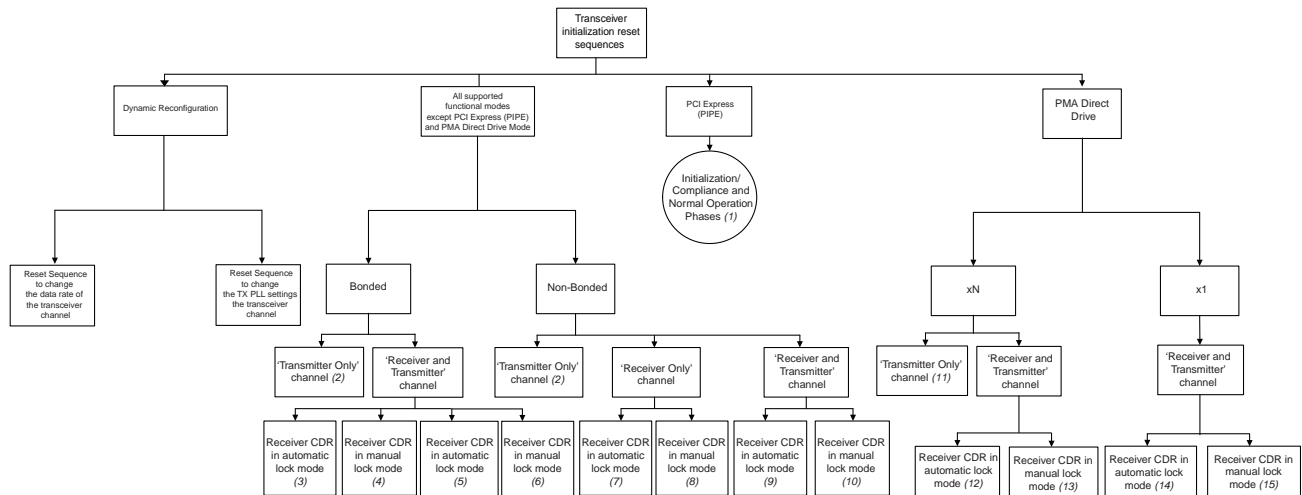 Transceiver
initialization reset
sequences
Dynamic Reconfiguration
All supported
functional modes
except PCI Express (PIPE)
and PMA Direct Drive Mode
PCI Express
(PIPE)
PMA Direct
Drive
Initialization/
Compliance and
Normal Operation
Phases (1)
Reset Sequence
to change
the data rate of
the transceiver
channel
Reset Sequence
to change
the TX PLL settings
the transceiver
channel
Bonded
Non-Bonded
xN
x1
‘Transmitter Only’
channel (2)
‘Receiver and
Transmitter’
channel
‘Transmitter Only’
channel (2)
‘Receiver Only’
channel
‘Receiver and
Transmitter’
channel
‘Transmitter Only’
channel (11)
‘Receiver and
Transmitter’
channel
‘Receiver and
Transmitter’
channel
Receiver CDR
in automatic
lock mode
(3)
Receiver CDR
in manual
lock mode
(4)
Receiver CDR
in automatic
lock mode
(5)
Receiver CDR
in manual
lock mode
(6)
Receiver CDR
in automatic
lock mode
(7)
Receiver CDR
in manual
lock mode
(8)
Receiver CDR
in automatic
lock mode
(9)
Receiver CDR
in manual
lock mode
(10)
Receiver CDR in
automatic lock
mode (12)
Receiver CDR in
manual lock
mode (13)
Receiver CDR in
automatic lock
mode (14)
Receiver CDR in
manual lock
mode (15)